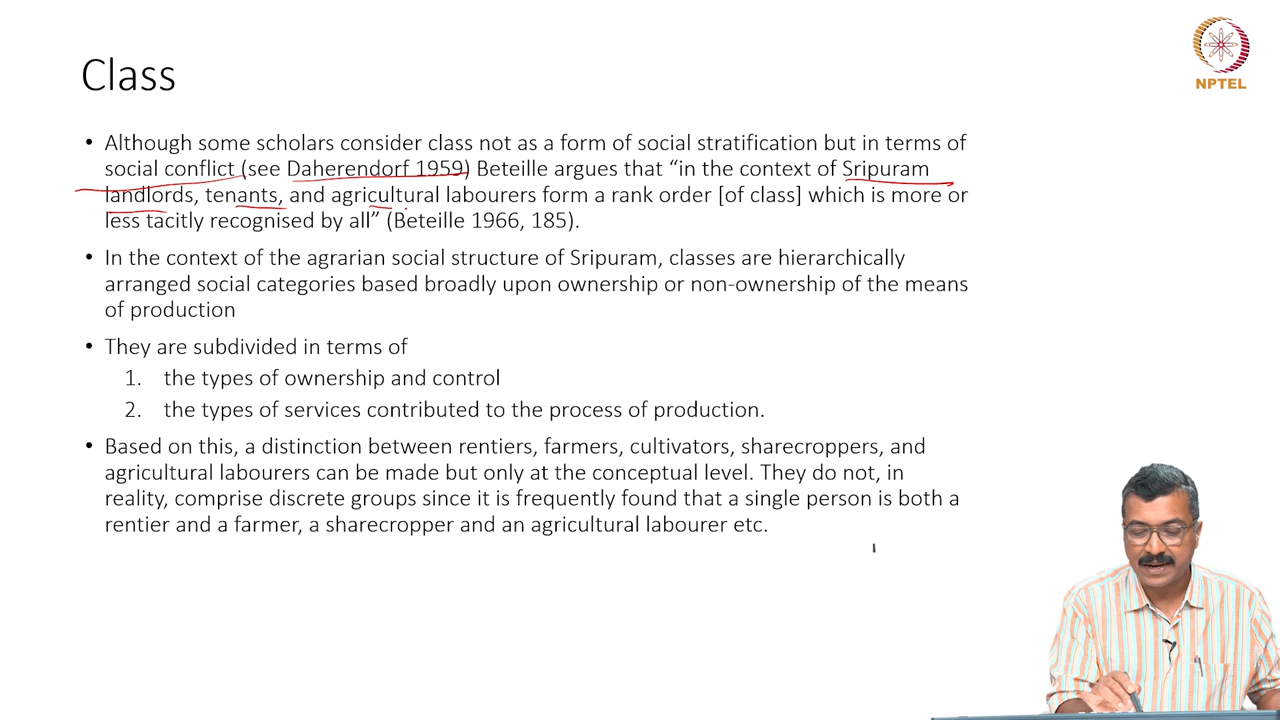 NPTEL
Class
• Although some scholars consider class not as a form of social stratification but in terms of
social conflict (see Daherendorf 1959) Beteille argues that “in the context of Sripuram
landlords, tenants, and agricultural labourers form a rank order [of class] which is more or
less tacitly recognised by all” (Beteille 1966, 185).
• In the context of the agrarian social structure of Sripuram, classes are hierarchically
arranged social categories based broadly upon ownership or non-ownership of the means
of production
• They are subdivided in terms of
1. the types of ownership and control
2. the types of services contributed to the process of production.
• Based on this, a distinction between rentiers, farmers, cultivators, sharecroppers, and
agricultural labourers can be made but only at the conceptual level. They do not, in
reality, comprise discrete groups since it is frequently found that a single person is both a
rentier and a farmer, a sharecropper and an agricultural labourer etc.